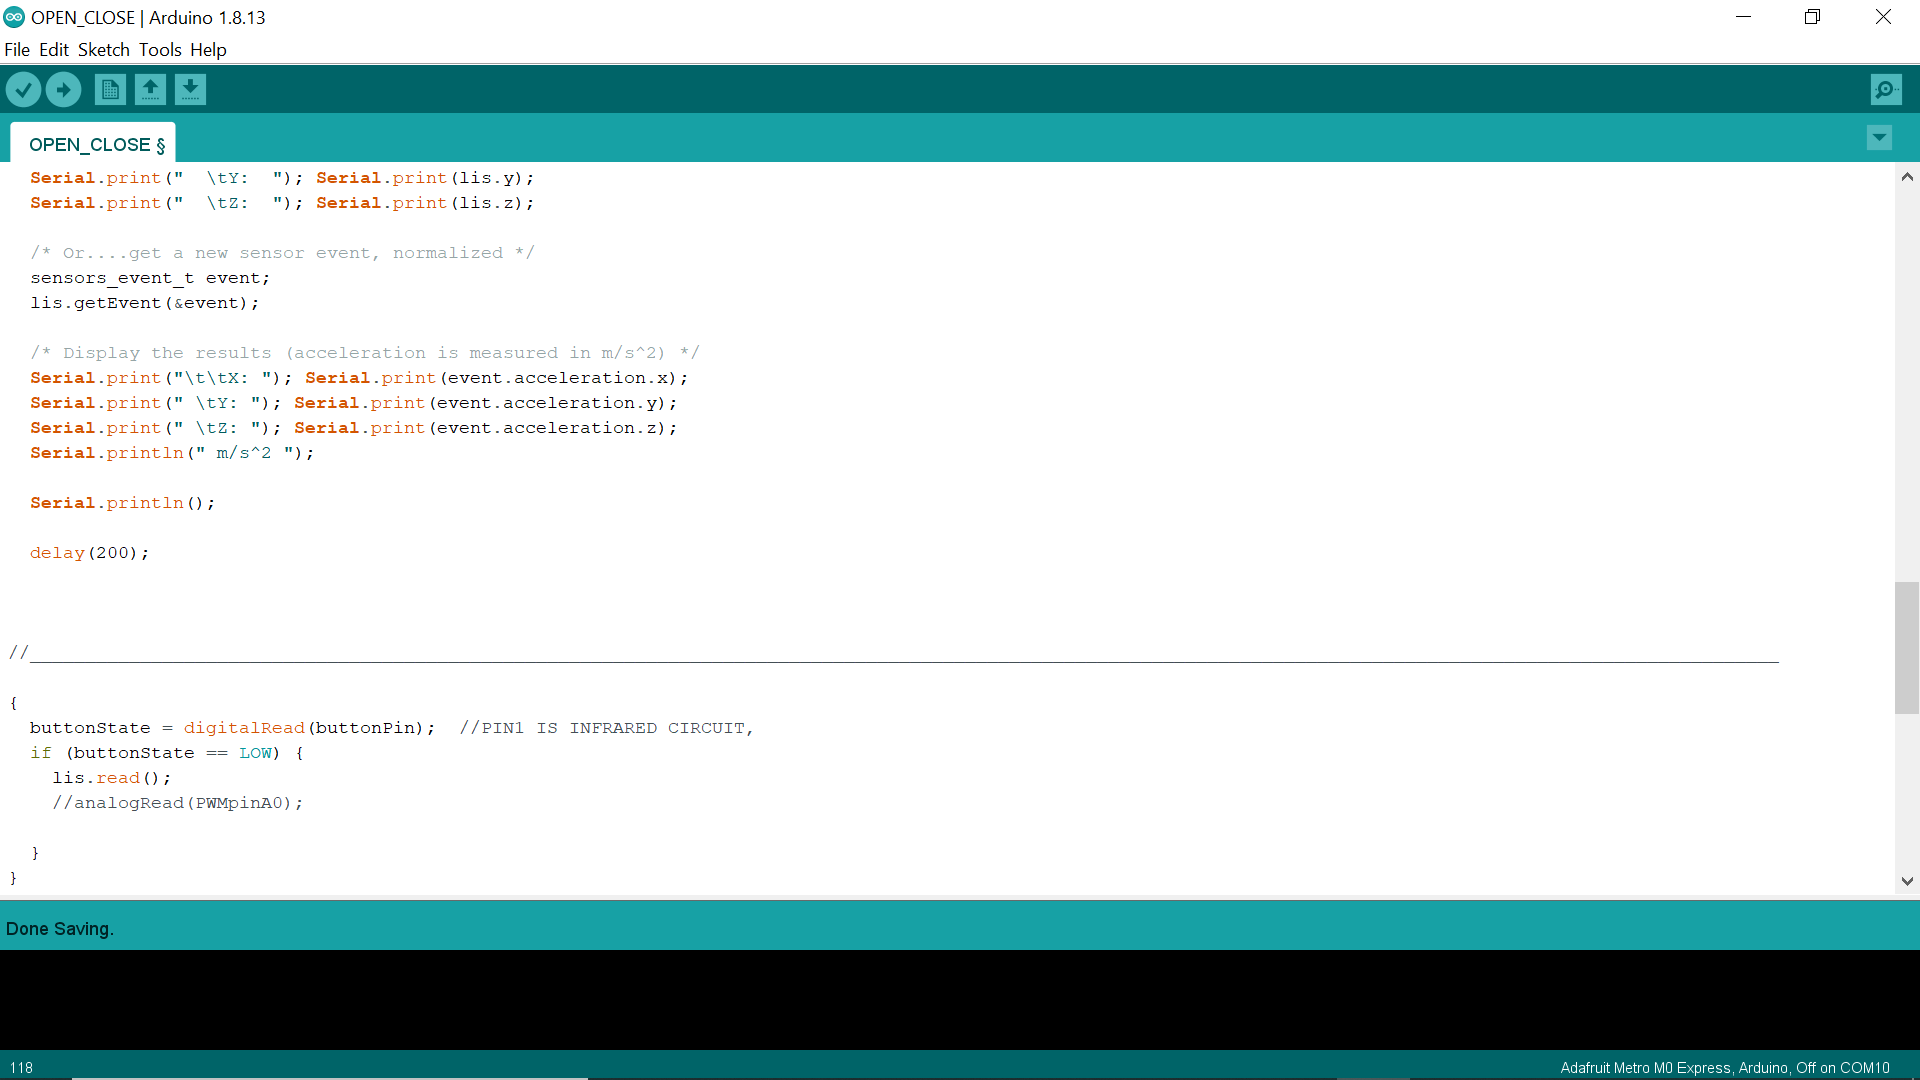 OPEN_CLOSE | Arduino 1.8.13
File Edit Sketch Tools Help
OPEN_CLOSE §
Serial.print("  \tY:  "); Serial.print(lis.y);
Serial.print("  \tZ:  "); Serial.print(lis.z);
/* Or....get a new sensor event, normalized */
sensors_event_t event;
lis.getEvent(&event);
/* Display the results (acceleration is measured in m/s^2) */
Serial.print("\t\tX: "); Serial.print(event.acceleration.x);
Serial.print(" \tY: "); Serial.print(event.acceleration.y);
Serial.print(" \tZ: "); Serial.print(event.acceleration.z);
Serial.println(" m/s^2 ");
Serial.println();
delay(200);
//_______________________________________________________________________________________________
{
buttonState = digitalRead(buttonPin);  //PIN1 IS INFRARED CIRCUIT,
if (buttonState == LOW) {
lis.read();
//analogRead(PWMpinA0);
}
}
Done Saving.
118
Adafruit Metro M0 Express, Arduino, Off on COM10